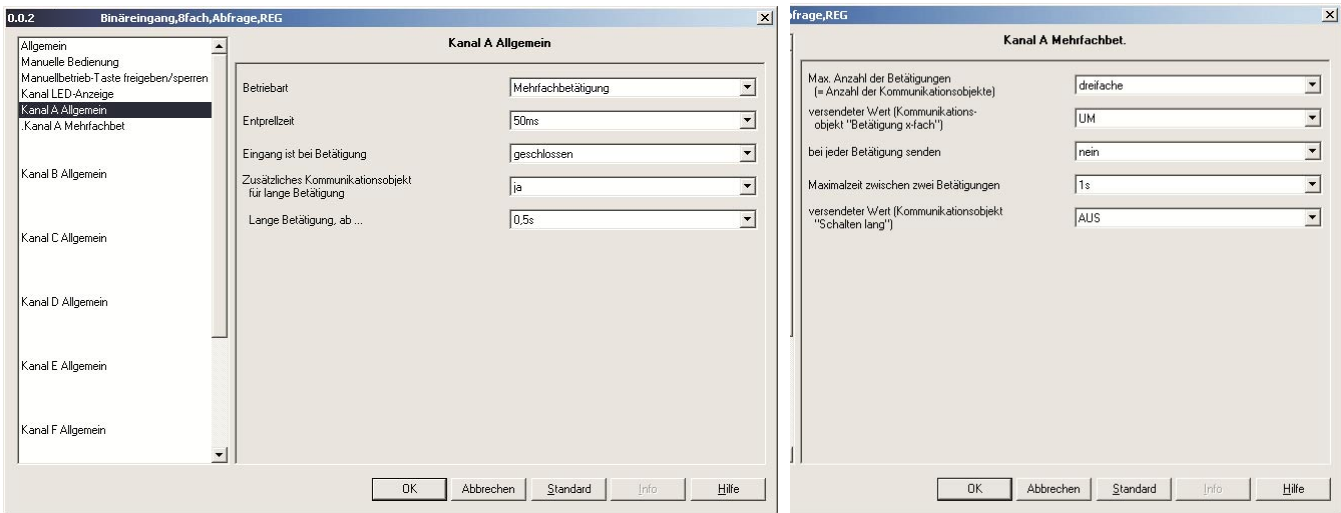 0.0.2 Binäreingang,8fach,Abfrage,REG
Allgemein
Manuelle Bedienung
Manuellbetrieb-Taste freigeben/sperren
Kanal LED-Anzeige
Kanal A Allgemein
.Kanal A Mehrfachbet
Kanal B Allgemein
Kanal C Allgemein
Kanal D Allgemein
Kanal E Allgemein
Kanal F Allgemein
Kanal A Allgemein
Betriebart Mehrfachbetätigung
Entprellzeit 50ms
Eingang ist bei Betätigung geschlossen
Zusätzliches Kommunikationsobjekt
für lange Betätigung ja
Lange Betätigung, ab ... 0,5s
OK Abbrechen Standard Info Hilfe
bfrage,REG
Kanal A Mehrfachbet.
Max. Anzahl der Betätigungen
(= Anzahl der Kommunikationsobjekte) dreifache
versendeter Wert (Kommunikations-
objekt "Betätigung x-fach") UM
bei jeder Betätigung senden nein
Maximalzeit zwischen zwei Betätigungen 1s
versendeter Wert (Kommunikationsobjekt
"Schalten lang") AUS
OK Abbrechen Standard Info Hilfe